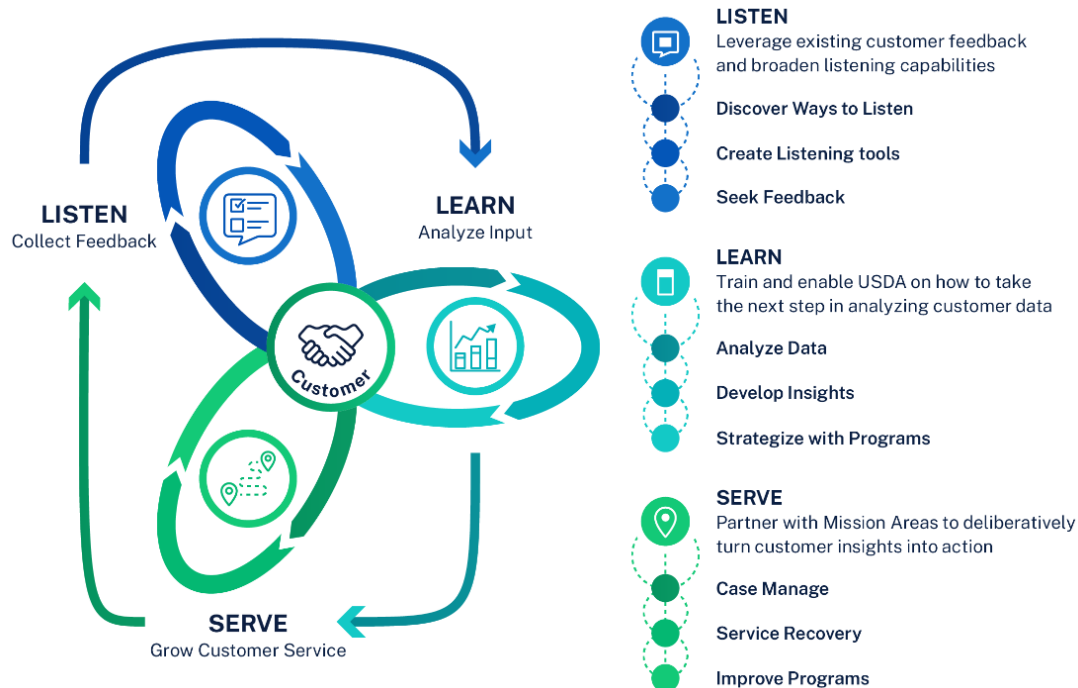 LISTEN
Collect Feedback
LEARN
Analyze Input
Customer
SERVE
Grow Customer Service
LISTEN
Leverage existing customer feedback
and broaden listening capabilities
Discover Ways to Listen
Create Listening tools
Seek Feedback
LEARN
Train and enable USDA on how to take
the next step in analyzing customer data
Analyze Data
Develop Insights
Strategize with Programs
SERVE
Partner with Mission Areas to deliberatively
turn customer insights into action
Case Manage
Service Recovery
Improve Programs